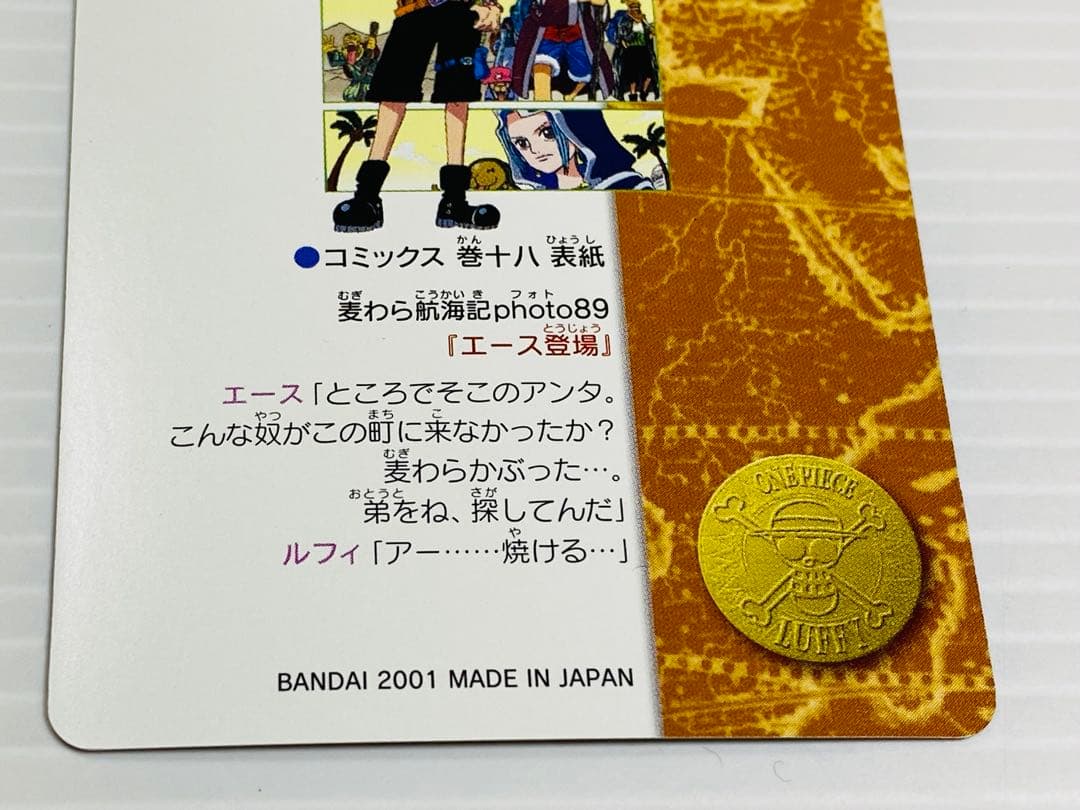 ●コミックス 巻十八 表紙
麦わら航海記photo89
『エース登場』
エース「ところでそこのアンタ。
こんな奴がこの町に来なかったか？
麦わらかぶった…。
弟をね、探してんだ」
ルフィ「アー……焼ける…」
BANDAI 2001 MADE IN JAPAN
ONE PIECE
LUFFY